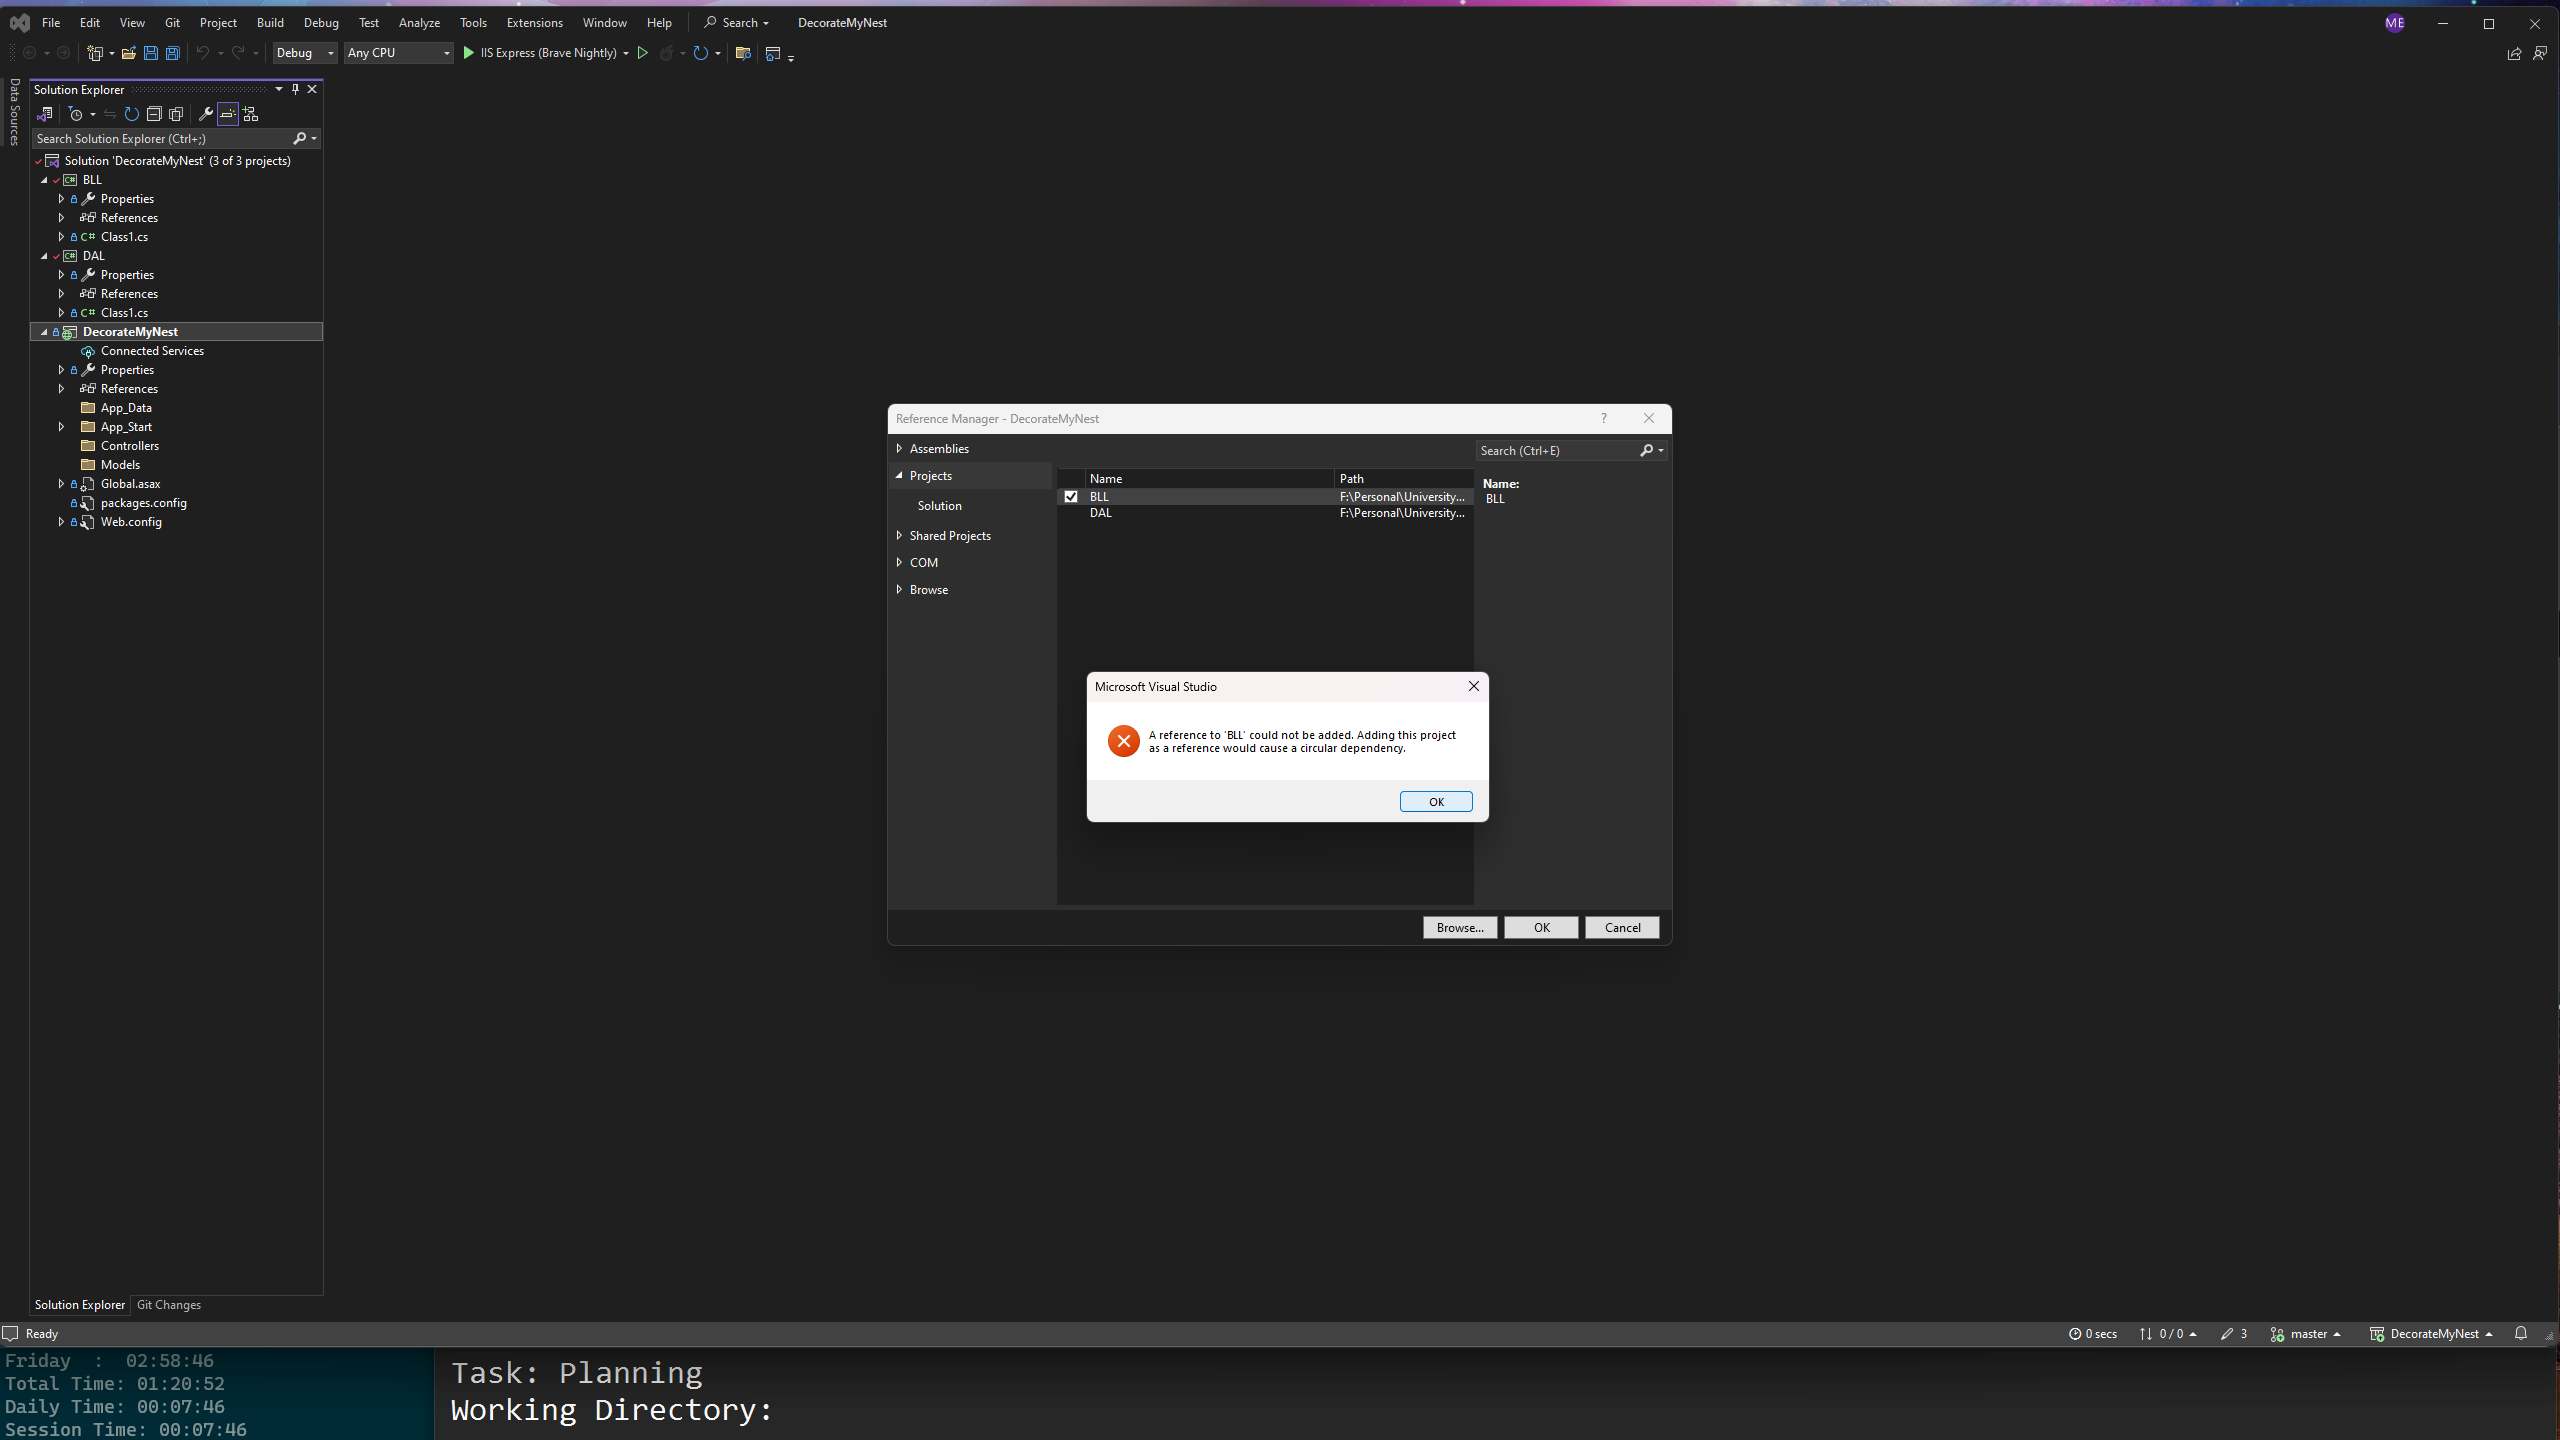 File Edit View Git Project Build Debug Test Analyze Tools Extensions Window Help Search DecorateMyNest ME
Debug Any CPU IIS Express (Brave Nightly)
Data Sources
Solution Explorer
Search Solution Explorer (Ctrl+;)
Solution 'DecorateMyNest' (3 of 3 projects)
C# BLL
Properties
References
C# Class1.cs
C# DAL
Properties
References
C# Class1.cs
DecorateMyNest
Connected Services
Properties
References
App_Data
App_Start
Controllers
Models
Global.asax
packages.config
Web.config
Solution Explorer Git Changes
Reference Manager - DecorateMyNest ?
Assemblies
Projects
Solution
Shared Projects
COM
Browse
Search (Ctrl+E)
Name Path
BLL F:\Personal\University...
DAL F:\Personal\University...
Name:
BLL
Microsoft Visual Studio
A reference to 'BLL' could not be added. Adding this project
as a reference would cause a circular dependency.
OK
Browse... OK Cancel
Ready 0 secs 0 / 0 3 master DecorateMyNest
Friday : 02:58:46
Total Time: 01:20:52
Daily Time: 00:07:46
Session Time: 00:07:46
Task: Planning
Working Directory: